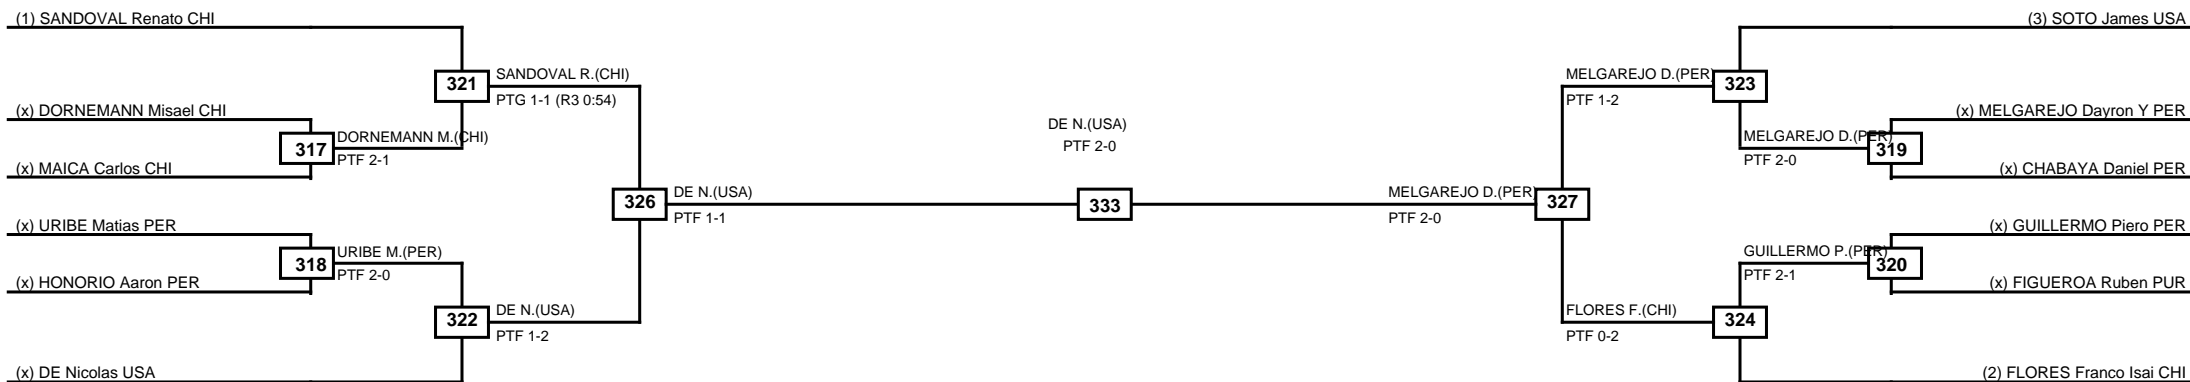 (1) SANDOVAL Renato CHI
(3) SOTO James USA
321
SANDOVAL R.(CHI)
PTG 1-1 (R3 0:54)
MELGAREJO D.(PER)
PTF 1-2
323
(x) DORNEMANN Misael CHI
(x) MELGAREJO Dayron Y PER
DE N.(USA)
PTF 2-0
317
DORNEMANN M.(CHI)
PTF 2-1
MELGAREJO D.(PER)
PTF 2-0
319
(x) MAICA Carlos CHI
(x) CHABAYA Daniel PER
326
DE N.(USA)
PTF 1-1
333
MELGAREJO D.(PER)
PTF 2-0
327
(x) URIBE Matias PER
(x) GUILLERMO Piero PER
318
URIBE M.(PER)
PTF 2-0
GUILLERMO P.(PER)
PTF 2-1
320
(x) HONORIO Aaron PER
(x) FIGUEROA Ruben PUR
322
DE N.(USA)
PTF 1-2
FLORES F.(CHI)
PTF 0-2
324
(x) DE Nicolas USA
(2) FLORES Franco Isai CHI